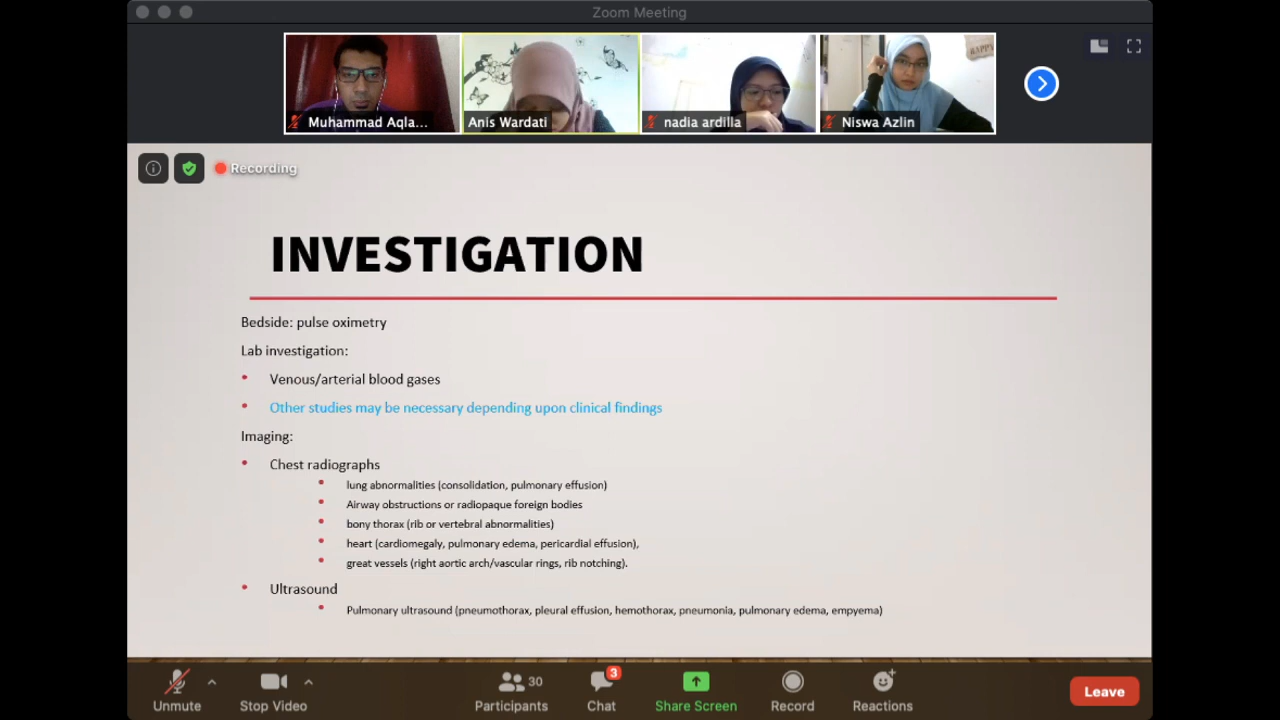 Zoom Meeting
Muhammad Aqla...
Anis Wardati
nadia ardilla
Niswa Azlin
HAPPY
Recording
INVESTIGATION
Bedside: pulse oximetry
Lab investigation:
• Venous/arterial blood gases
• Other studies may be necessary depending upon clinical findings
Imaging:
• Chest radiographs
• lung abnormalities (consolidation, pulmonary effusion)
• Airway obstructions or radiopaque foreign bodies
• bony thorax (rib or vertebral abnormalities)
• heart (cardiomegaly, pulmonary edema, pericardial effusion),
• great vessels (right aortic arch/vascular rings, rib notching).
• Ultrasound
• Pulmonary ultrasound (pneumothorax, pleural effusion, hemothorax, pneumonia, pulmonary edema, empyema)
30
3
Unmute
Stop Video
Participants
Chat
Share Screen
Record
Reactions
Leave